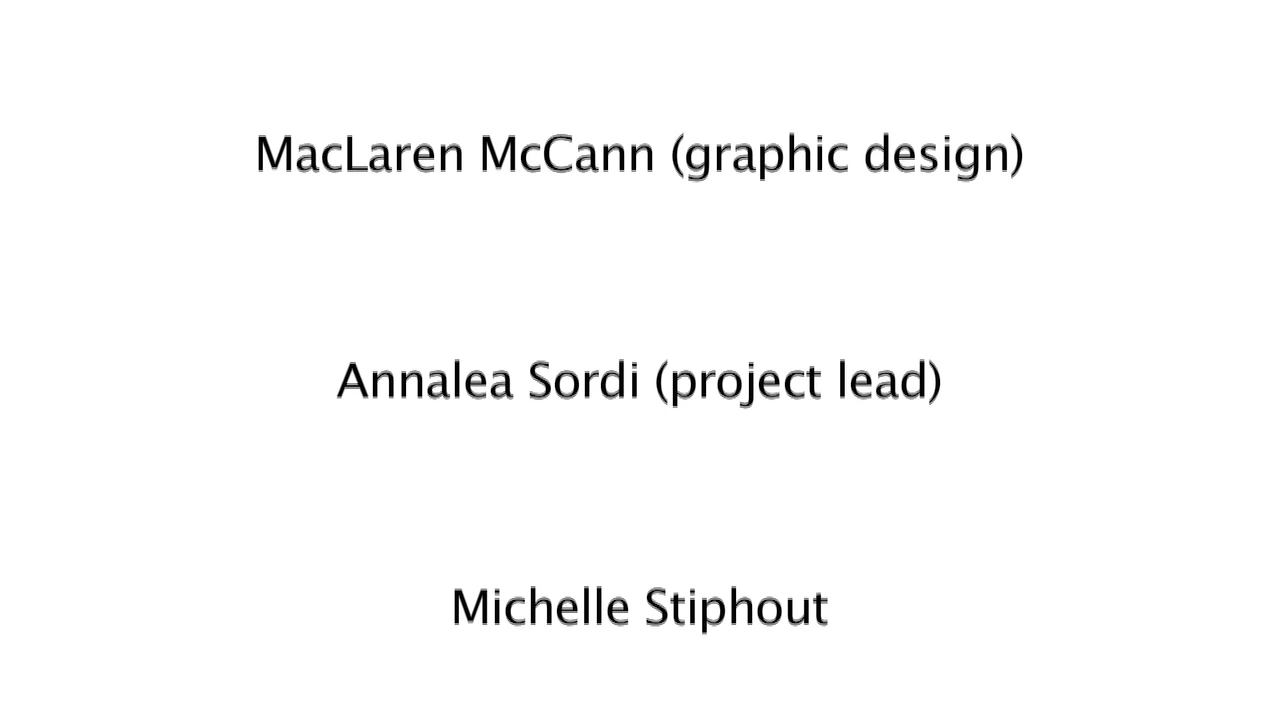 MacLaren McCann (graphic design)
Annalea Sordi (project lead)
Michelle Stiphout